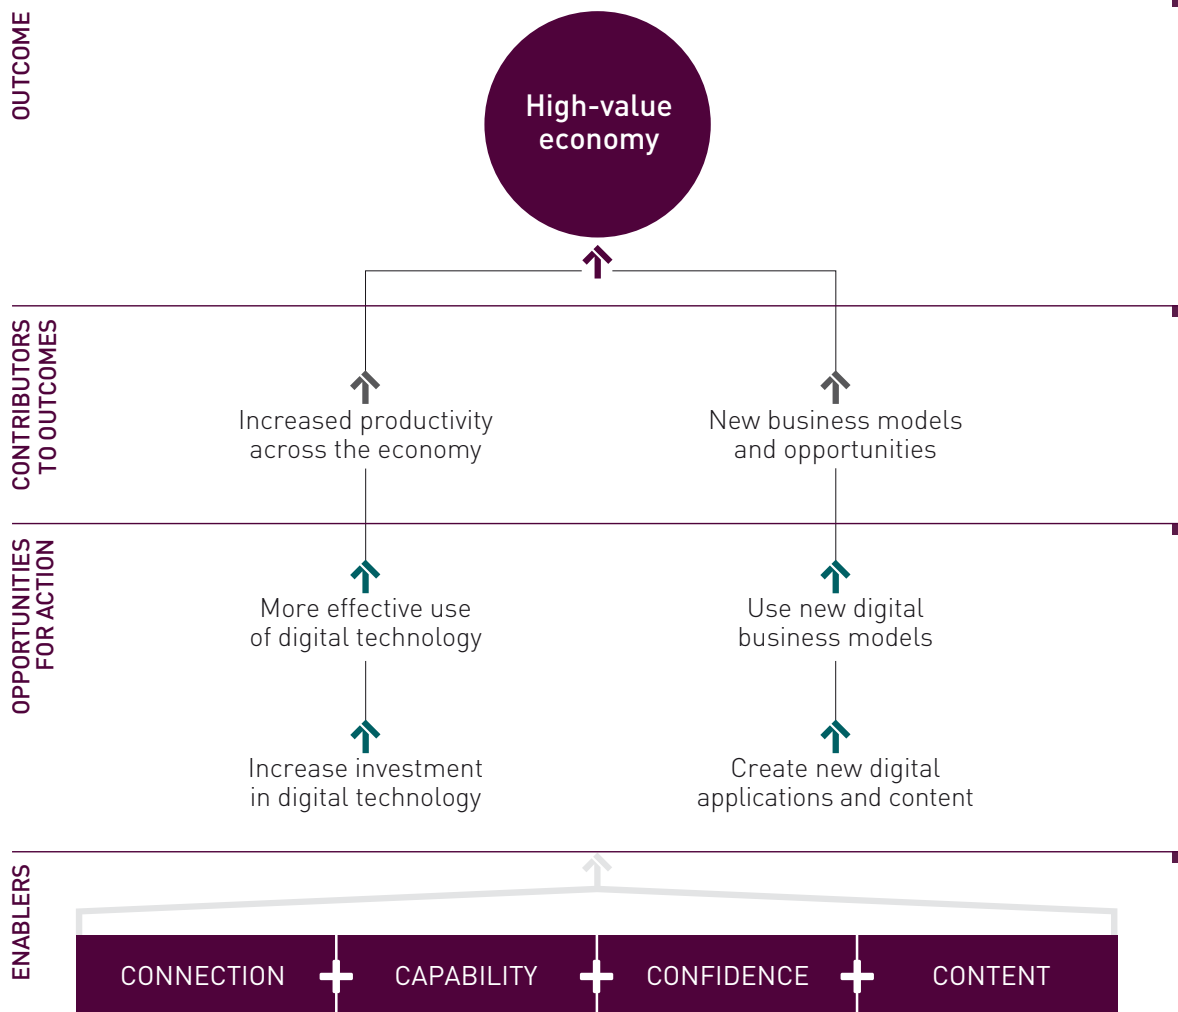 OUTCOME
High-value
economy
CONTRIBUTORS
TO OUTCOMES
Increased productivity
across the economy
New business models
and opportunities
OPPORTUNITIES
FOR ACTION
More effective use
of digital technology
Use new digital
business models
Increase investment
in digital technology
Create new digital
applications and content
ENABLERS
CONNECTION + CAPABILITY + CONFIDENCE + CONTENT